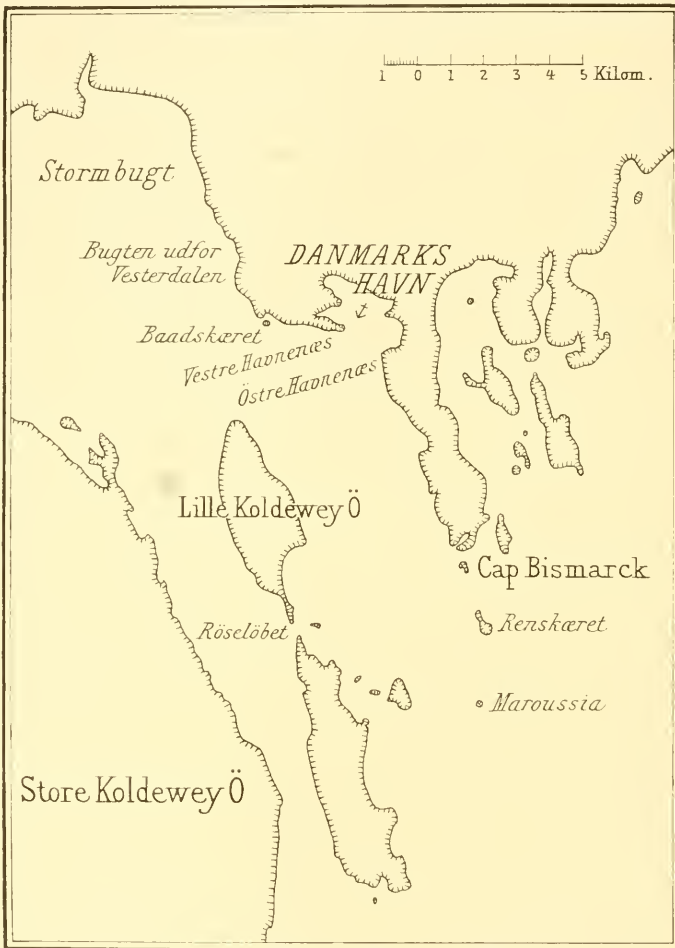 1 0 1 2 3 4 5 Kilom.
Stormbugt
Bugten udfor
Vesterdalen
DANMARKS
HAVN
Baadskæret
Vestre Havnenæs
Östre Havnenæs
Lille Koldewey Ö
Cap Bismarck
Röselöbet
Renskæret
Maroussia
Store Koldewey Ö